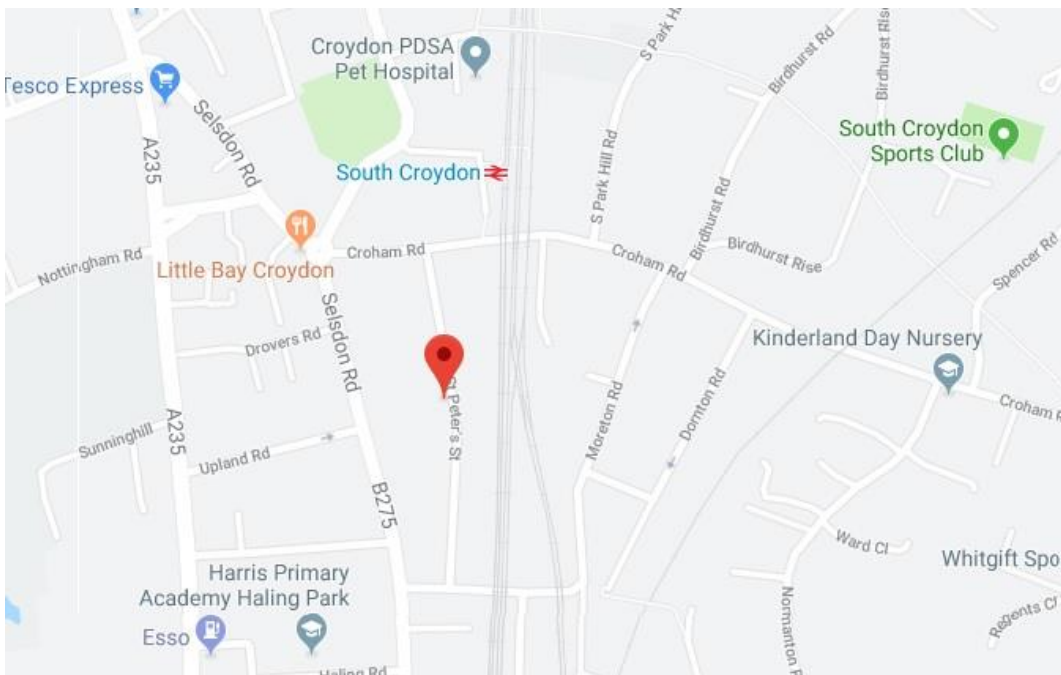 Croydon PDSA
Pet Hospital
S Park H
Birdhurst Rd
Birdhurst Rise
Tesco Express
Selsdon Rd
A235
South Croydon
Sports Club
South Croydon
S Park Hill Rd
Birdhurst Rd
Spencer Rd
Nottingham Rd
Little Bay Croydon
Croham Rd
Croham Rd
Birdhurst Rise
Selsdon Rd
Drovers Rd
Kinderland Day Nursery
Croham R
A235
Sunninghill
Upland Rd
Peter's St
Moreton Rd
Dornton Rd
B275
Ward Cl
Whitgift Spo
Harris Primary
Academy Haling Park
Esso
Normanton R
Regents Cl
Haling Rd